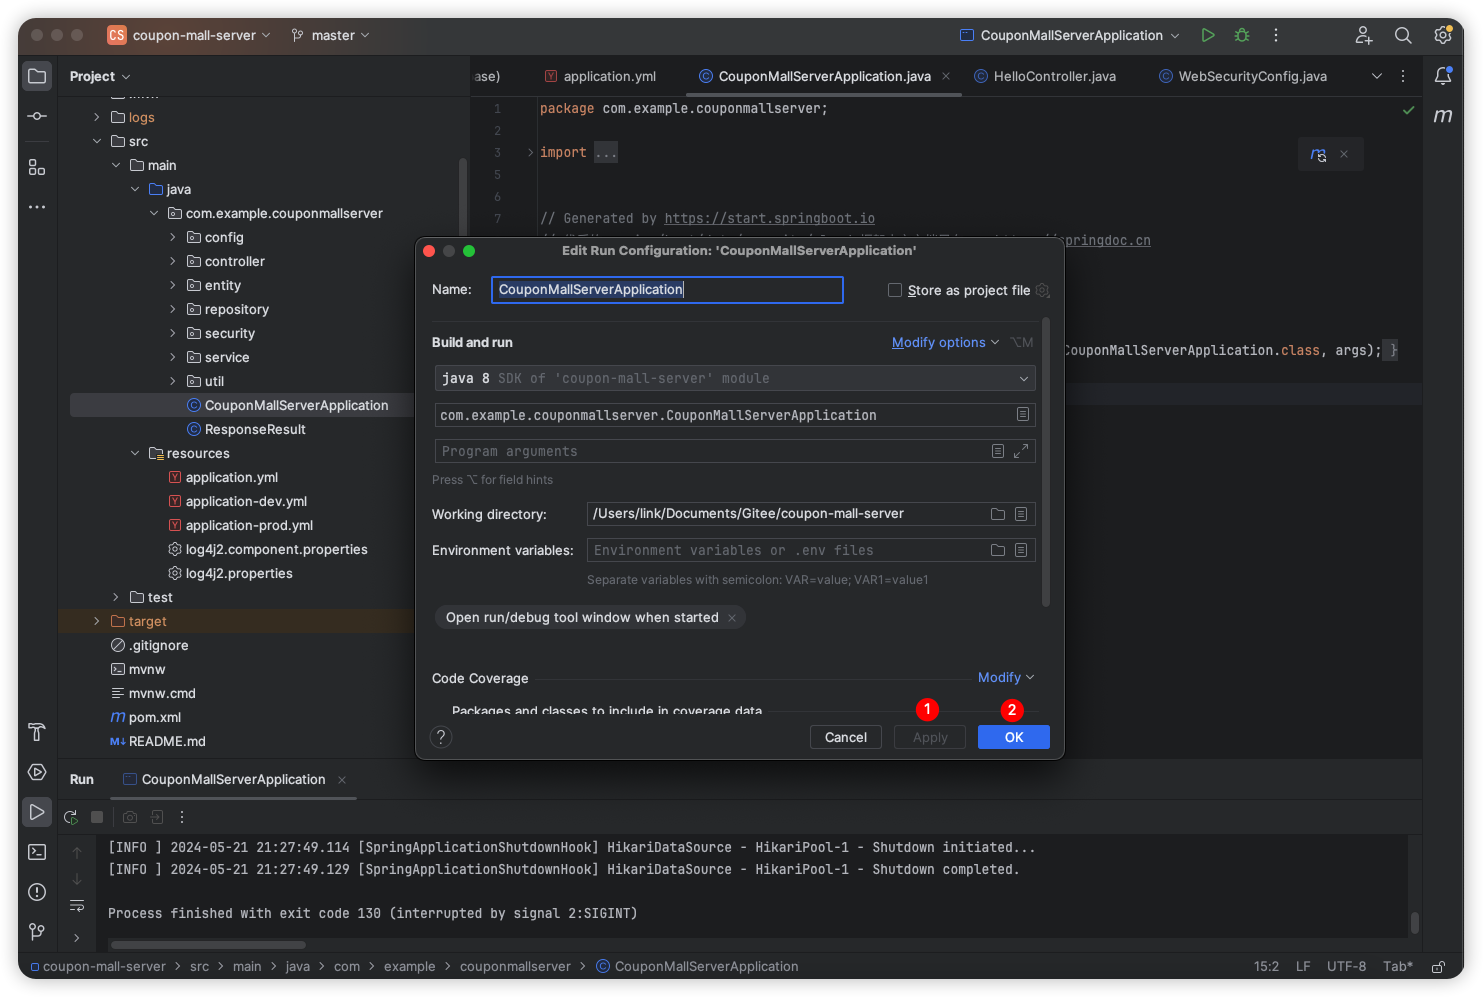 CS coupon-mall-server master CouponMallServerApplication
Project
ase) application.yml CouponMallServerApplication.java HelloController.java WebSecurityConfig.java
logs
src
main
java
com.example.couponmallserver
config
controller
entity
repository
security
service
util
CouponMallServerApplication
ResponseResult
resources
application.yml
application-dev.yml
application-prod.yml
log4j2.component.properties
log4j2.properties
test
target
.gitignore
mvnw
mvnw.cmd
pom.xml
README.md
1 package com.example.couponmallserver;
2
3 import ...
5
6
7 // Generated by https://start.springboot.io
springdoc.cn
CouponMallServerApplication.class, args); }
Edit Run Configuration: 'CouponMallServerApplication'
Name: CouponMallServerApplication Store as project file
Build and run Modify options ⌥M
java 8 SDK of 'coupon-mall-server' module
com.example.couponmallserver.CouponMallServerApplication
Program arguments
Press ⌥ for field hints
Working directory: /Users/link/Documents/Gitee/coupon-mall-server
Environment variables: Environment variables or .env files
Separate variables with semicolon: VAR=value; VAR1=value1
Open run/debug tool window when started
Code Coverage Modify
Packages and classes to include in coverage data
1 2
? Cancel Apply OK
Run CouponMallServerApplication
[INFO ] 2024-05-21 21:27:49.114 [SpringApplicationShutdownHook] HikariDataSource - HikariPool-1 - Shutdown initiated...
[INFO ] 2024-05-21 21:27:49.129 [SpringApplicationShutdownHook] HikariDataSource - HikariPool-1 - Shutdown completed.
Process finished with exit code 130 (interrupted by signal 2:SIGINT)
coupon-mall-server > src > main > java > com > example > couponmallserver > CouponMallServerApplication 15:2 LF UTF-8 Tab*